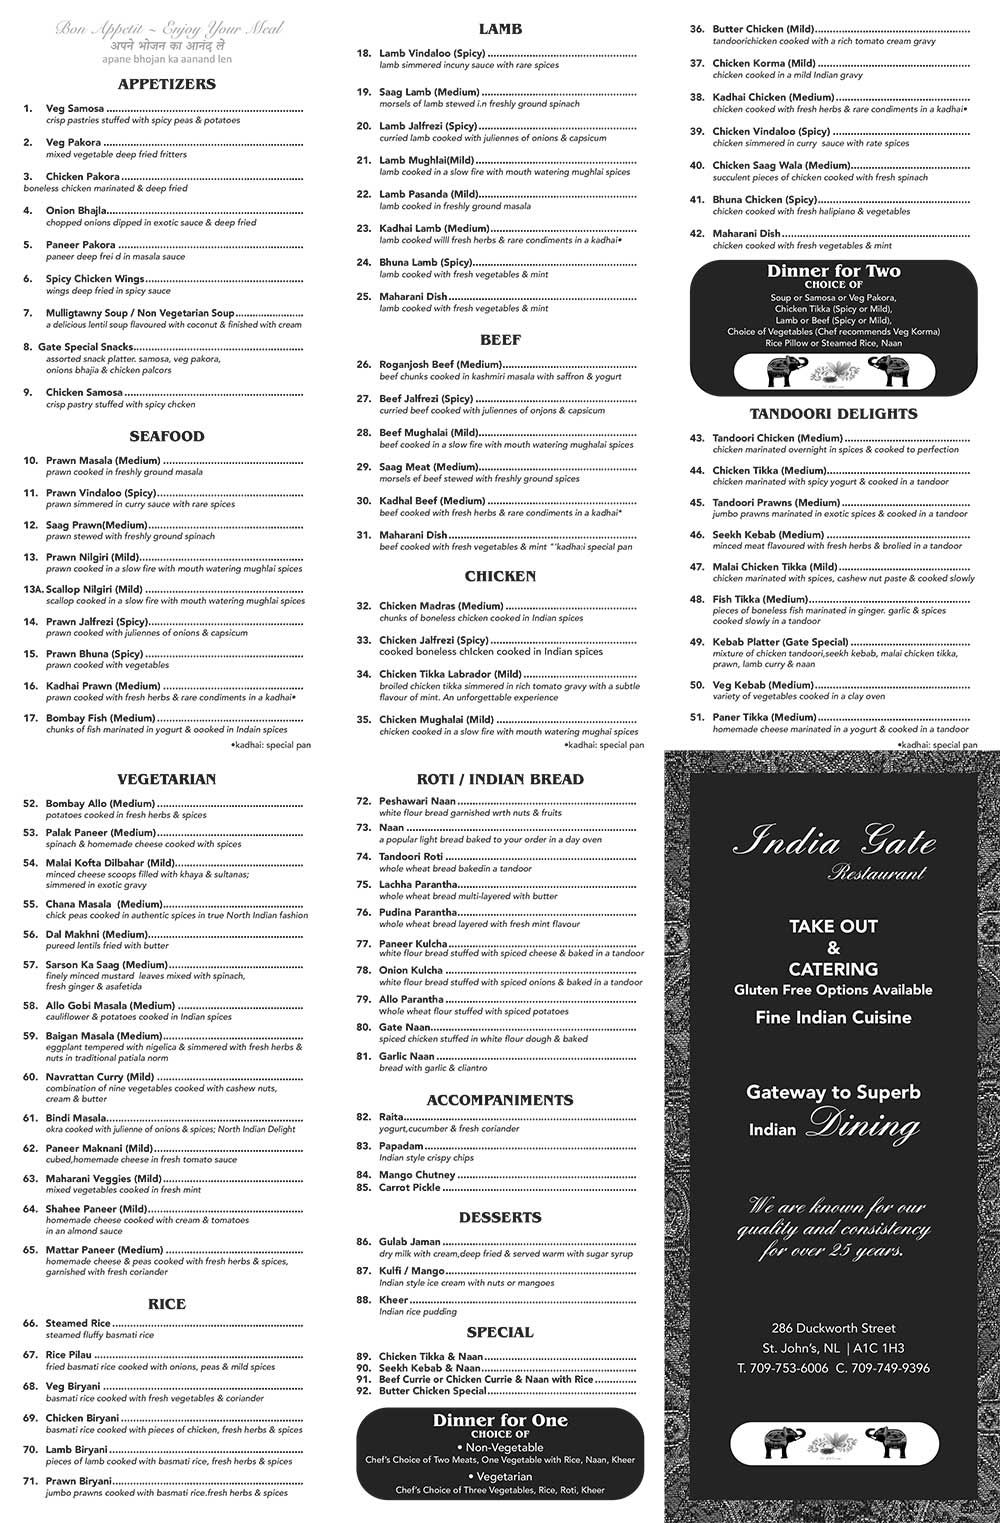 Bon Appetit ~ Enjoy Your Meal
अपने भोजन का आनंद ले
apane bhojan ka aanand len
APPETIZERS
1. Veg Samosa
crisp pastries stuffed with spicy peas & potatoes
2. Veg Pakora
mixed vegetable deep fried fritters
3. Chicken Pakora
boneless chicken marinated & deep fried
4. Onion Bhajla
chopped onions dipped in exotic sauce & deep fried
5. Paneer Pakora
paneer deep frei d in masala sauce
6. Spicy Chicken Wings
wings deep fried in spicy sauce
7. Mulligtawny Soup / Non Vegetarian Soup
a delicious lentil soup flavoured with coconut & finished with cream
8. Gate Special Snacks
assorted snack platter. samosa, veg pakora,
onions bhajia & chicken palcors
9. Chicken Samosa
crisp pastry stuffed with spicy chcken
SEAFOOD
10. Prawn Masala (Medium)
prawn cooked in freshly ground masala
11. Prawn Vindaloo (Spicy)
prawn simmered in curry sauce with rare spices
12. Saag Prawn(Medium)
prawn stewed with freshly ground spinach
13. Prawn Nilgiri (Mild)
prawn cooked in a slow fire with mouth watering mughlai spices
13A. Scallop Nilgiri (Mild)
scallop cooked in a slow fire with mouth watering mughlai spices
14. Prawn Jalfrezi (Spicy)
prawn cooked with juliennes of onions & capsicum
15. Prawn Bhuna (Spicy)
prawn cooked with vegetables
16. Kadhai Prawn (Medium)
prawn cooked with fresh herbs & rare condiments in a kadhai•
17. Bombay Fish (Medium)
chunks of fish marinated in yogurt & oooked in Indain spices
•kadhai: special pan
LAMB
18. Lamb Vindaloo (Spicy)
lamb simmered incuny sauce with rare spices
19. Saag Lamb (Medium)
morsels of lamb stewed i.n freshly ground spinach
20. Lamb Jalfrezi (Spicy)
curried lamb cooked with juliennes of onions & capsicum
21. Lamb Mughlai(Mild)
lamb cooked in a slow fire with mouth watering mughlai spices
22. Lamb Pasanda (Mild)
lamb cooked in freshly ground masala
23. Kadhai Lamb (Medium)
lamb cooked willl fresh herbs & rare condiments in a kadhai•
24. Bhuna Lamb (Spicy)
lamb cooked with fresh vegetables & mint
25. Maharani Dish
lamb cooked with fresh vegetables & mint
BEEF
26. Roganjosh Beef (Medium)
beef chunks cooked in kashmiri masala with saffron & yogurt
27. Beef Jalfrezi (Spicy)
curried beef cooked with juliennes of onjons & capsicum
28. Beef Mughalai (Mild)
beef cooked in a slow fire with mouth watering mughalai spices
29. Saag Meat (Medium)
morsels ef beef stewed with freshly ground spices
30. Kadhal Beef (Medium)
beef cooked with fresh herbs & rare condiments in a kadhai*
31. Maharani Dish
beef cooked with fresh vegetables & mint "'kadha:i special pan
CHICKEN
32. Chicken Madras (Medium)
chunks of boneless chicken cooked in Indian spices
33. Chicken Jalfrezi (Spicy)
cooked boneless chIcken cooked in Indian spices
34. Chicken Tikka Labrador (Mild)
broiled chicken tikka simmered in rich tomato gravy with a subtle
flavour of mint. An unforgettable experience
35. Chicken Mughalai (Mild)
chicken cooked in a slow fire with mouth watering mughai spices
•kadhai: special pan
36. Butter Chicken (Mild)
tandoorichicken cooked with a rich tomato cream gravy
37. Chicken Korma (Mild)
chicken cooked in a mild Indian gravy
38. Kadhai Chicken (Medium)
chicken cooked with fresh herbs & rare condiments in a kadhai•
39. Chicken Vindaloo (Spicy)
chicken simmered in curry sauce with rate spices
40. Chicken Saag Wala (Medium)
succulent pieces of chicken cooked with fresh spinach
41. Bhuna Chicken (Spicy)
chicken cooked with fresh halipiano & vegetables
42. Maharani Dish
chicken cooked with fresh vegetables & mint
Dinner for Two
CHOICE OF
Soup or Samosa or Veg Pakora,
Chicken Tikka (Spicy or Mild),
Lamb or Beef (Spicy or Mild),
Choice of Vegetables (Chef recommends Veg Korma)
Rice Pillow or Steamed Rice, Naan
TANDOORI DELIGHTS
43. Tandoori Chicken (Medium)
chicken marinated overnight in spices & cooked to perfection
44. Chicken Tikka (Medium)
chicken marinated with spicy yogurt & cooked in a tandoor
45. Tandoori Prawns (Medium)
jumbo prawns marinated in exotic spices & cooked in a tandoor
46. Seekh Kebab (Medium)
minced meat flavoured with fresh herbs & brolied in a tandoor
47. Malai Chicken Tikka (Mild)
chicken marinated with spices, cashew nut paste & cooked slowly
48. Fish Tikka (Medium)
pieces of boneless fish marinated in ginger. garlic & spices
cooked slowly in a tandoor
49. Kebab Platter (Gate Special)
mixture of chicken tandoori,seekh kebab, malai chicken tikka,
prawn, lamb curry & naan
50. Veg Kebab (Medium)
variety of vegetables cooked in a clay oven
51. Paner Tikka (Medium)
homemade cheese marinated in a yogurt & cooked in a tandoor
•kadhai: special pan
VEGETARIAN
52. Bombay Allo (Medium)
potatoes cooked in fresh herbs & spices
53. Palak Paneer (Medium)
spinach & homemade cheese cooked with spices
54. Malai Kofta Dilbahar (Mild)
minced cheese scoops filled with khaya & sultanas;
simmered in exotic gravy
55. Chana Masala (Medium)
chick peas cooked in authentic spices in true North Indian fashion
56. Dal Makhni (Medium)
pureed lentils fried with butter
57. Sarson Ka Saag (Medium)
finely minced mustard leaves mixed with spinach,
fresh ginger & asafetida
58. Allo Gobi Masala (Medium)
cauliflower & potatoes cooked in Indian spices
59. Baigan Masala (Medium)
eggplant tempered with nigelica & simmered with fresh herbs &
nuts in traditional patiala norm
60. Navrattan Curry (Mild)
combination of nine vegetables cooked with cashew nuts,
cream & butter
61. Bindi Masala
okra cooked with julienne of onions & spices; North Indian Delight
62. Paneer Maknani (Mild)
cubed,homemade cheese in fresh tomato sauce
63. Maharani Veggies (Mild)
mixed vegetables cooked in fresh mint
64. Shahee Paneer (Mild)
homemade cheese cooked with cream & tomatoes
in an almond sauce
65. Mattar Paneer (Medium)
homemade cheese & peas cooked with fresh herbs & spices,
garnished with fresh coriander
RICE
66. Steamed Rice
steamed fluffy basmati rice
67. Rice Pilau
fried basmati rice cooked with onions, peas & mild spices
68. Veg Biryani
basmati rice cooked with fresh vegetables & coriander
69. Chicken Biryani
basmati rice cooked with pieces of chicken, fresh herbs & spices
70. Lamb Biryani
pieces of lamb cooked with basmati rice, fresh herbs & spices
71. Prawn Biryani
jumbo prawns cooked with basmati rice.fresh herbs & spices
ROTI / INDIAN BREAD
72. Peshawari Naan
white flour bread garnished wrth nuts & fruits
73. Naan
a popular light bread baked to your order in a day oven
74. Tandoori Roti
whole wheat bread bakedin a tandoor
75. Lachha Parantha
whole wheat bread multi-layered with butter
76. Pudina Parantha
whole wheat bread layered with fresh mint flavour
77. Paneer Kulcha
white flour bread stuffed with spiced cheese & baked in a tandoor
78. Onion Kulcha
white flour bread stuffed with spiced onions & baked in a tandoor
79. Allo Parantha
whole wheat flour stuffed with spiced potatoes
80. Gate Naan
spiced chicken stuffed in white flour dough & baked
81. Garlic Naan
bread with garlic & cliantro
ACCOMPANIMENTS
82. Raita
yogurt,cucumber & fresh coriander
83. Papadam
Indian style crispy chips
84. Mango Chutney
85. Carrot Pickle
DESSERTS
86. Gulab Jaman
dry milk with cream,deep fried & served warm with sugar syrup
87. Kulfi / Mango
Indian style ice cream with nuts or mangoes
88. Kheer
Indian rice pudding
SPECIAL
89. Chicken Tikka & Naan
90. Seekh Kebab & Naan
91. Beef Currie or Chicken Currie & Naan with Rice
92. Butter Chicken Special
Dinner for One
CHOICE OF
• Non-Vegetable
Chef's Choice of Two Meats, One Vegetable with Rice, Naan, Kheer
• Vegetarian
Chef's Choice of Three Vegetables, Rice, Roti, Kheer
India Gate
Restaurant
TAKE OUT
&
CATERING
Gluten Free Options Available
Fine Indian Cuisine
Gateway to Superb
Indian Dining
We are known for our
quality and consistency
for over 25 years.
286 Duckworth Street
St. John's, NL | A1C 1H3
T. 709-753-6006 C. 709-749-9396